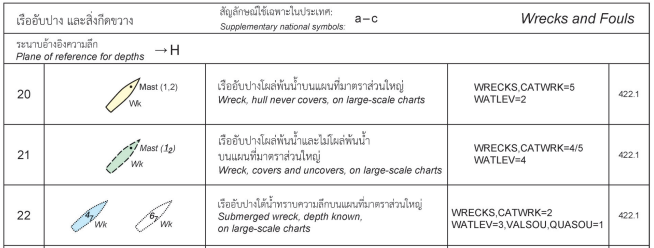 เรืออับปาง และสิ่งกีดขวาง
สัญลักษณ์ใช้เฉพาะในประเทศ:
Supplementary national symbols: a–c
Wrecks and Fouls
ระนาบอ้างอิงความลึก
Plane of reference for depths → H
20
Mast (1,2)
Wk
เรืออับปางโผล่พ้นน้ำบนแผนที่มาตราส่วนใหญ่
Wreck, hull never covers, on large-scale charts
WRECKS,CATWRK=5
WATLEV=2
422.1
21
Mast (1₂)
Wk
เรืออับปางโผล่พ้นน้ำและไม่โผล่พ้นน้ำ
บนแผนที่มาตราส่วนใหญ่
Wreck, covers and uncovers, on large-scale charts
WRECKS,CATWRK=4/5
WATLEV=4
422.1
22
4₇ Wk
6₇ Wk
เรืออับปางใต้น้ำทราบความลึกบนแผนที่มาตราส่วนใหญ่
Submerged wreck, depth known,
on large-scale charts
WRECKS,CATWRK=2
WATLEV=3,VALSOU,QUASOU=1
422.1